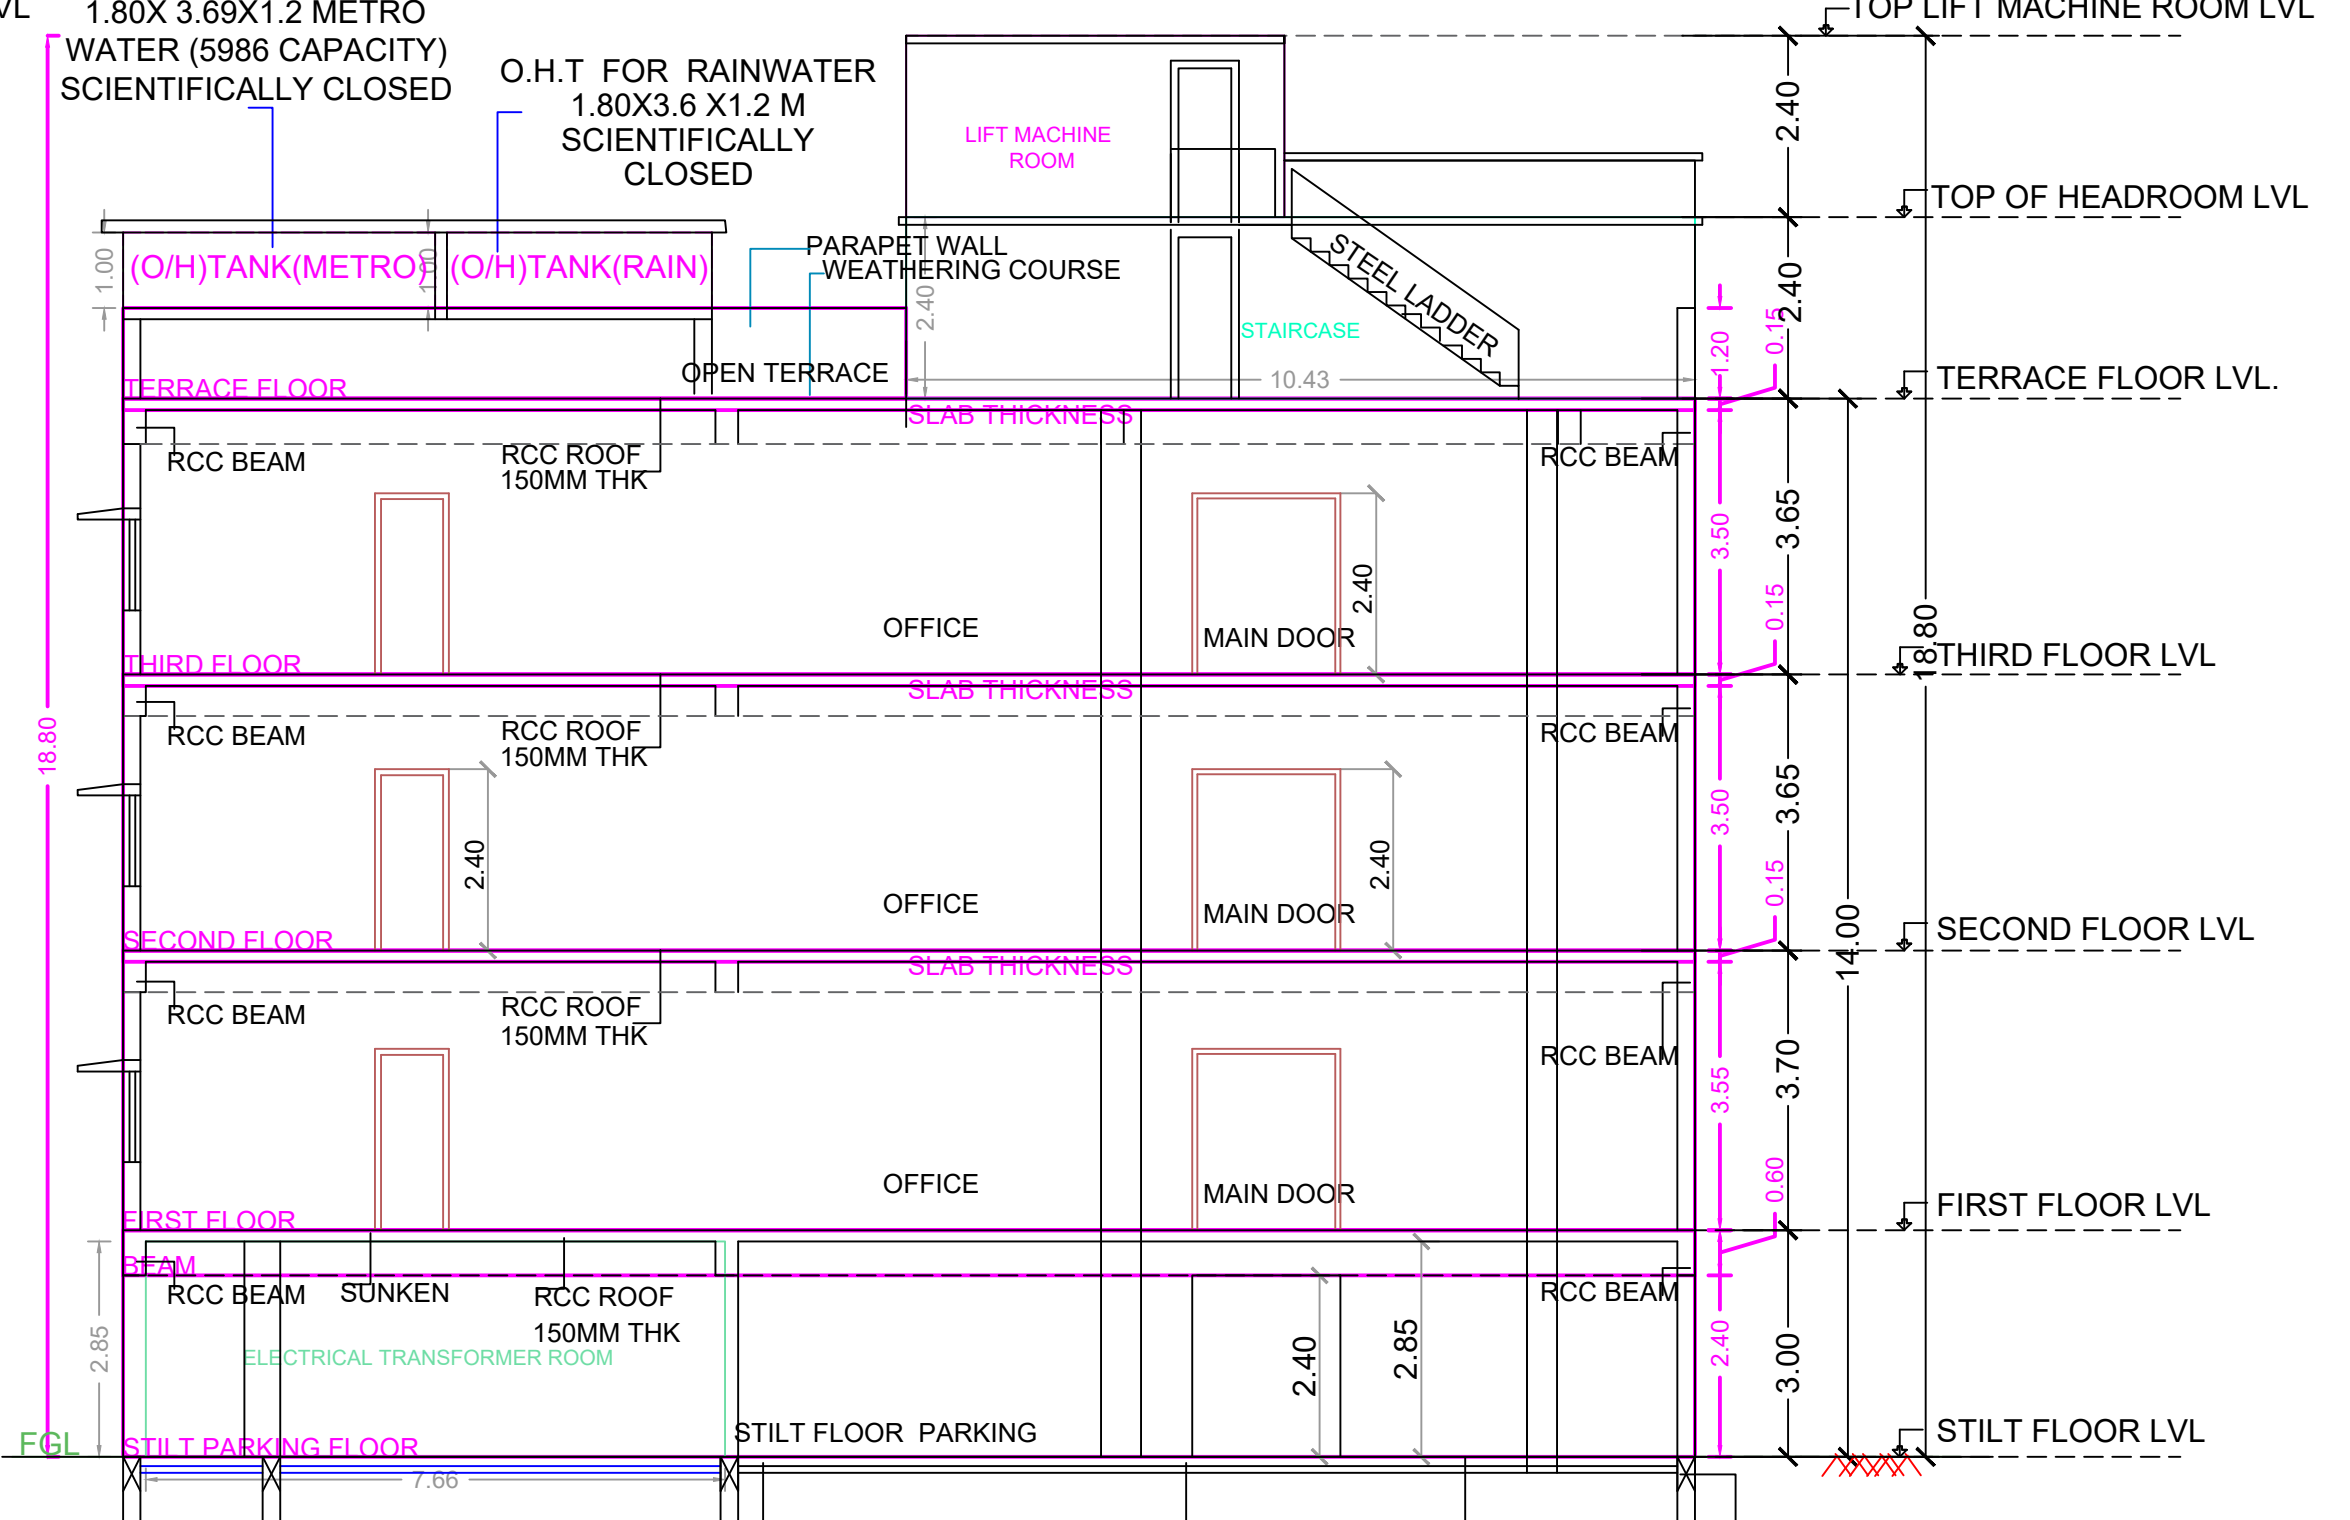 VL
1.80X 3.69X1.2 METRO
WATER (5986 CAPACITY)
SCIENTIFICALLY CLOSED
O.H.T FOR RAINWATER
1.80X3.6 X1.2 M
SCIENTIFICALLY
CLOSED
TOP LIFT MACHINE ROOM LVL
2.40
LIFT MACHINE
ROOM
TOP OF HEADROOM LVL
1.00
(O/H)TANK(METRO)
1.00
(O/H)TANK(RAIN)
PARAPET WALL
WEATHERING COURSE
2.40
STEEL LADDER
STAIRCASE
2.40
1.20
0.15
OPEN TERRACE
10.43
TERRACE FLOOR
TERRACE FLOOR LVL.
SLAB THICKNESS
RCC BEAM
RCC ROOF
150MM THK
RCC BEAM
3.50
3.65
2.40
OFFICE
MAIN DOOR
0.15
18.80
THIRD FLOOR
THIRD FLOOR LVL
SLAB THICKNESS
18.80
RCC BEAM
RCC ROOF
150MM THK
RCC BEAM
3.50
3.65
2.40
2.40
OFFICE
MAIN DOOR
0.15
14.00
SECOND FLOOR
SECOND FLOOR LVL
SLAB THICKNESS
RCC BEAM
RCC ROOF
150MM THK
RCC BEAM
3.55
3.70
OFFICE
MAIN DOOR
0.60
FIRST FLOOR
FIRST FLOOR LVL
BEAM
RCC BEAM
SUNKEN
RCC ROOF
150MM THK
RCC BEAM
2.85
ELECTRICAL TRANSFORMER ROOM
2.40
2.85
2.40
3.00
FGL
STILT PARKING FLOOR
STILT FLOOR PARKING
STILT FLOOR LVL
7.66